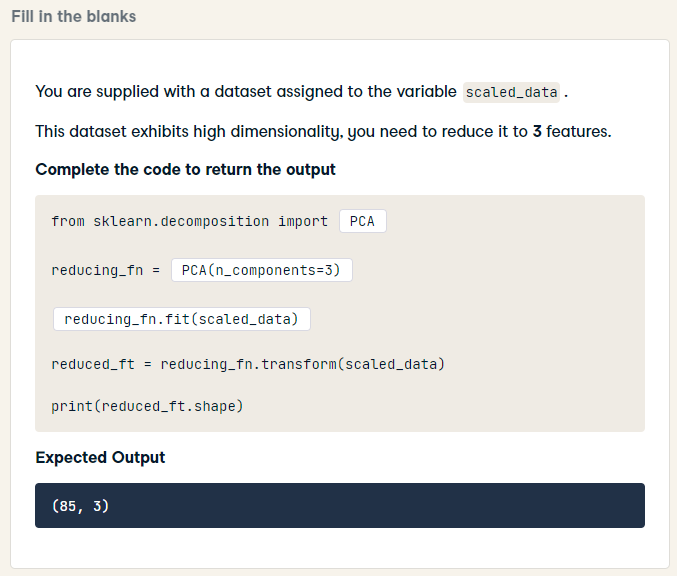 Fill in the blanks
You are supplied with a dataset assigned to the variable scaled_data .
This dataset exhibits high dimensionality, you need to reduce it to 3 features.
Complete the code to return the output
from sklearn.decomposition import PCA
reducing_fn = PCA(n_components=3)
reducing_fn.fit(scaled_data)
reduced_ft = reducing_fn.transform(scaled_data)
print(reduced_ft.shape)
Expected Output
(85, 3)